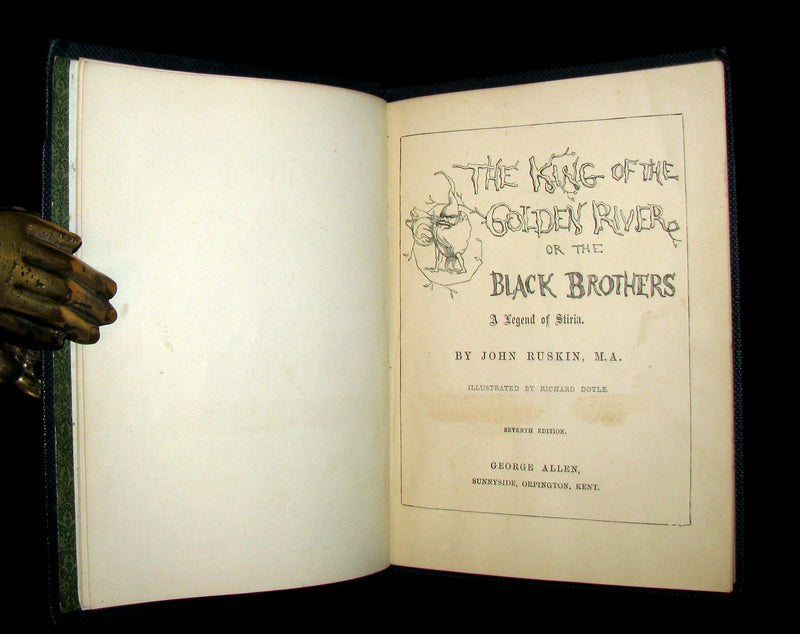 THE KING OF THE
GOLDEN RIVER
OR THE
BLACK BROTHERS
A Legend of Stiria.
BY JOHN RUSKIN, M.A.
ILLUSTRATED BY RICHARD DOYLE.
SEVENTH EDITION.
GEORGE ALLEN,
SUNNYSIDE, ORPINGTON, KENT.